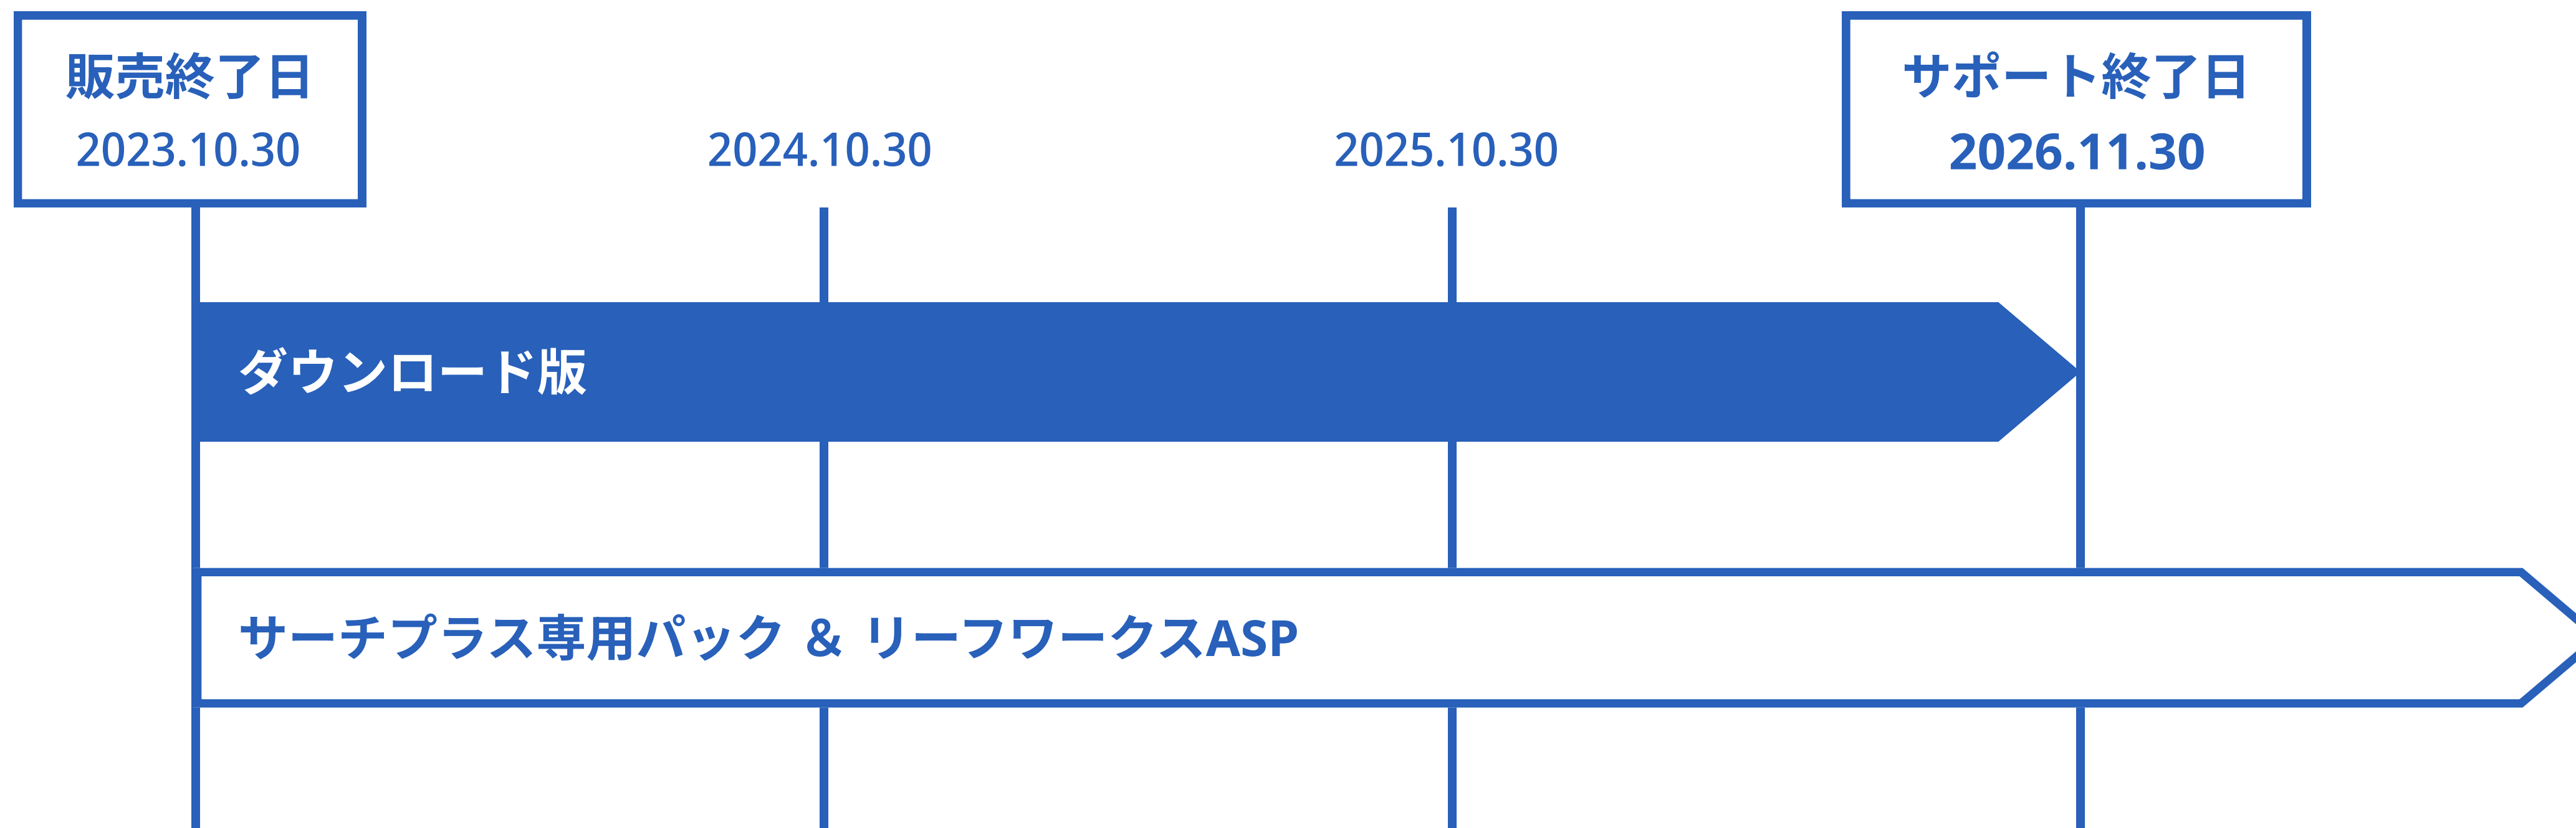 販売終了日
2023.10.30
2024.10.30
2025.10.30
サポート終了日
2026.11.30
ダウンロード版
サーチプラス専用パック & リーフワークスASP